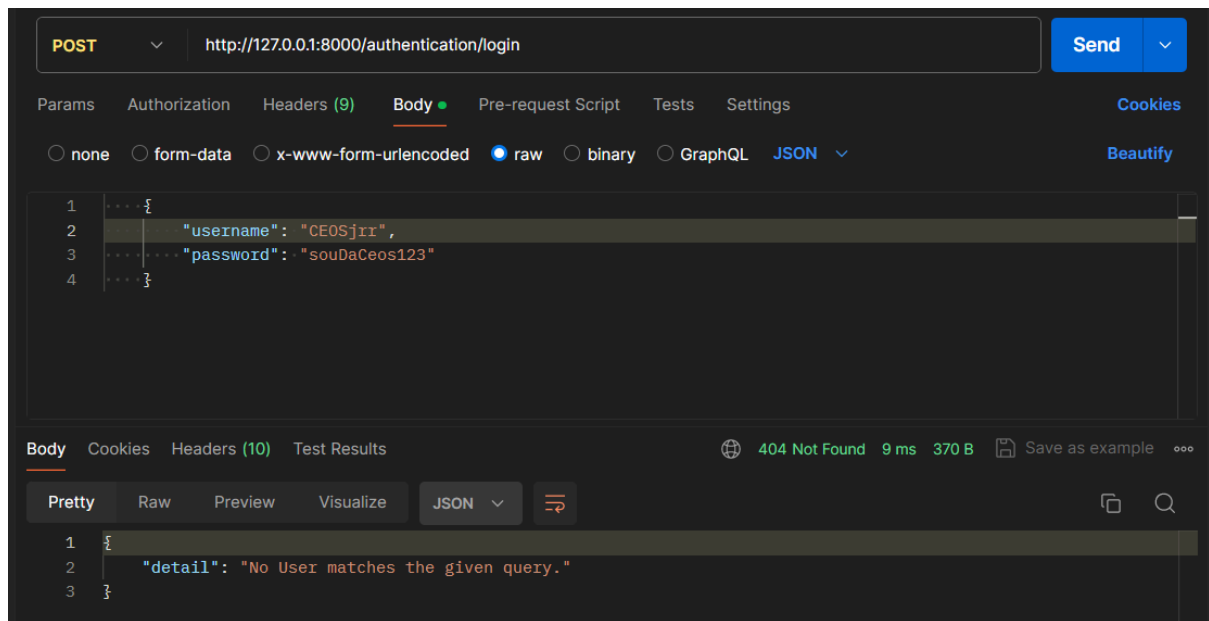 POST http://127.0.0.1:8000/authentication/login Send
Params Authorization Headers (9) Body Pre-request Script Tests Settings Cookies
none form-data x-www-form-urlencoded raw binary GraphQL JSON Beautify
1 {
2 "username": "CEOSjrr",
3 "password": "souDaCeos123"
4 }
Body Cookies Headers (10) Test Results 404 Not Found 9 ms 370 B Save as example
Pretty Raw Preview Visualize JSON
1 {
2 "detail": "No User matches the given query."
3 }